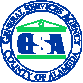 GENERAL SERVICES AGENCY
GSA
COUNTY OF ALAMEDA